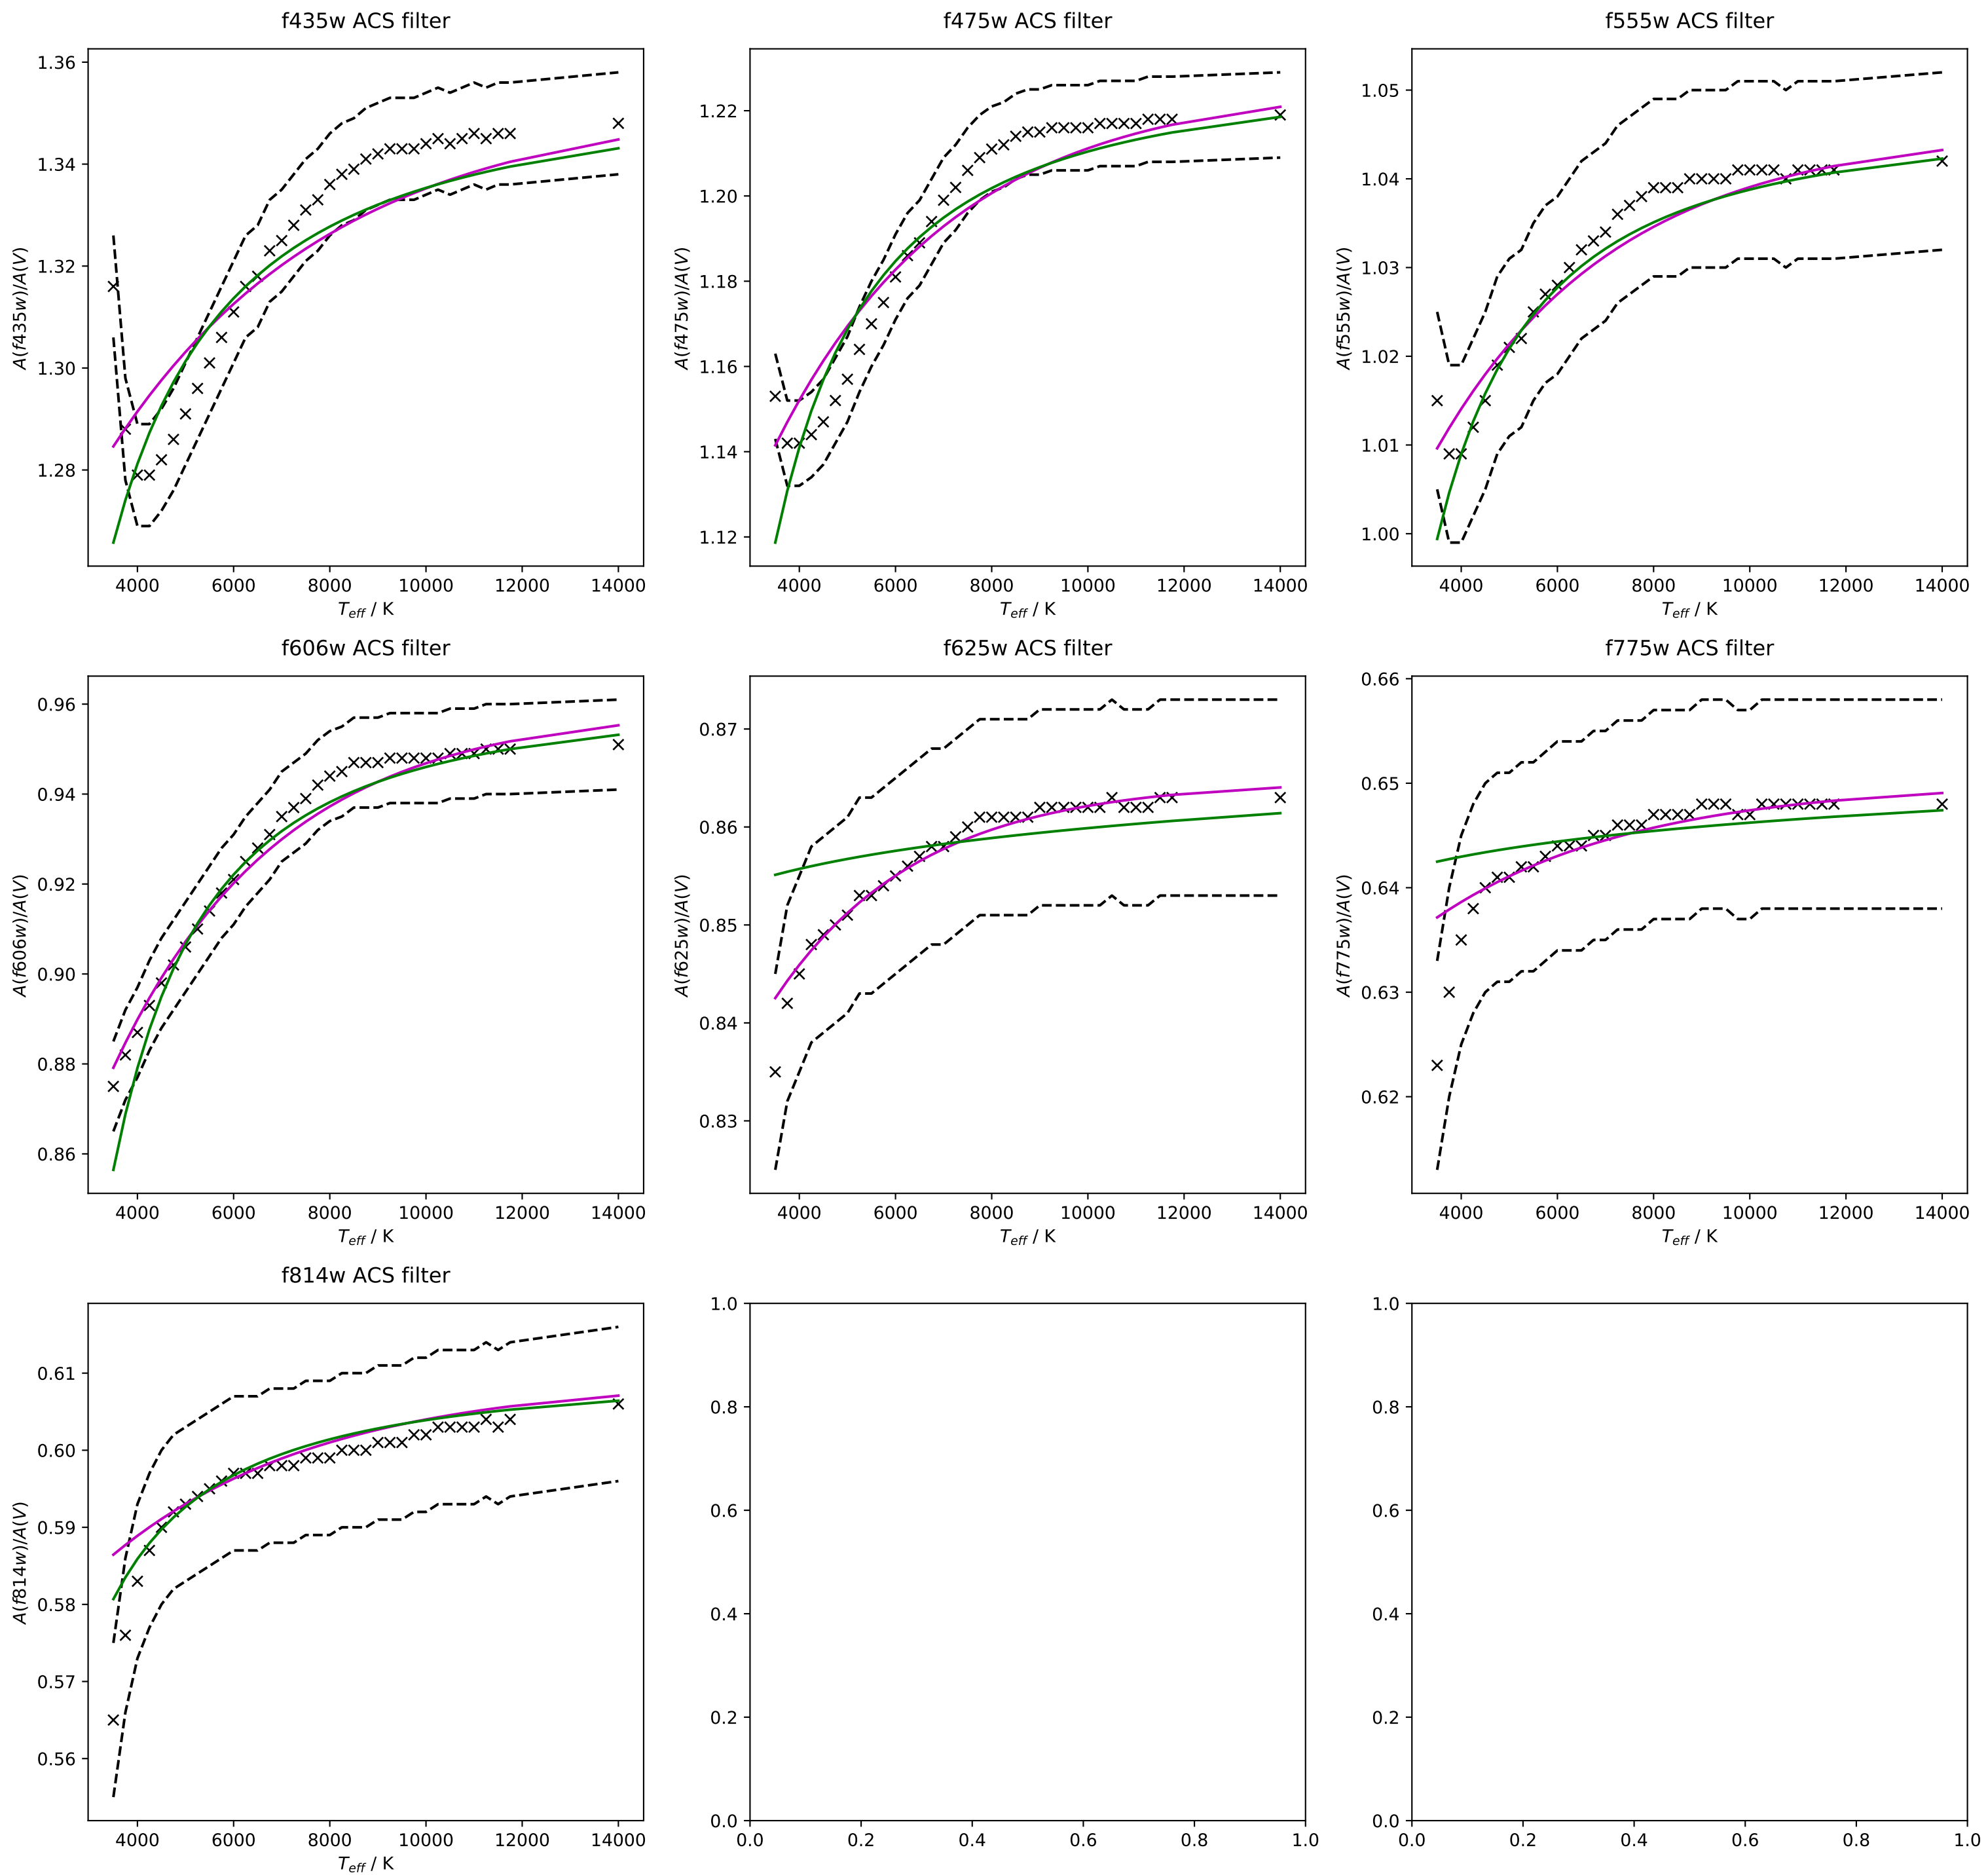 f435w ACS filter
f475w ACS filter
f555w ACS filter
1.36
1.34
1.32
1.30
1.28
A(f435w)/A(V)
4000 6000 8000 10000 12000 14000
T_eff / K
1.22
1.20
1.18
1.16
1.14
1.12
A(f475w)/A(V)
4000 6000 8000 10000 12000 14000
T_eff / K
1.05
1.04
1.03
1.02
1.01
1.00
A(f555w)/A(V)
4000 6000 8000 10000 12000 14000
T_eff / K
f606w ACS filter
f625w ACS filter
f775w ACS filter
0.96
0.94
0.92
0.90
0.88
0.86
A(f606w)/A(V)
4000 6000 8000 10000 12000 14000
T_eff / K
0.87
0.86
0.85
0.84
0.83
A(f625w)/A(V)
4000 6000 8000 10000 12000 14000
T_eff / K
0.66
0.65
0.64
0.63
0.62
A(f775w)/A(V)
4000 6000 8000 10000 12000 14000
T_eff / K
f814w ACS filter
0.61
0.60
0.59
0.58
0.57
0.56
A(f814w)/A(V)
4000 6000 8000 10000 12000 14000
T_eff / K
1.0
0.8
0.6
0.4
0.2
0.0
0.0 0.2 0.4 0.6 0.8 1.0
1.0
0.8
0.6
0.4
0.2
0.0
0.0 0.2 0.4 0.6 0.8 1.0